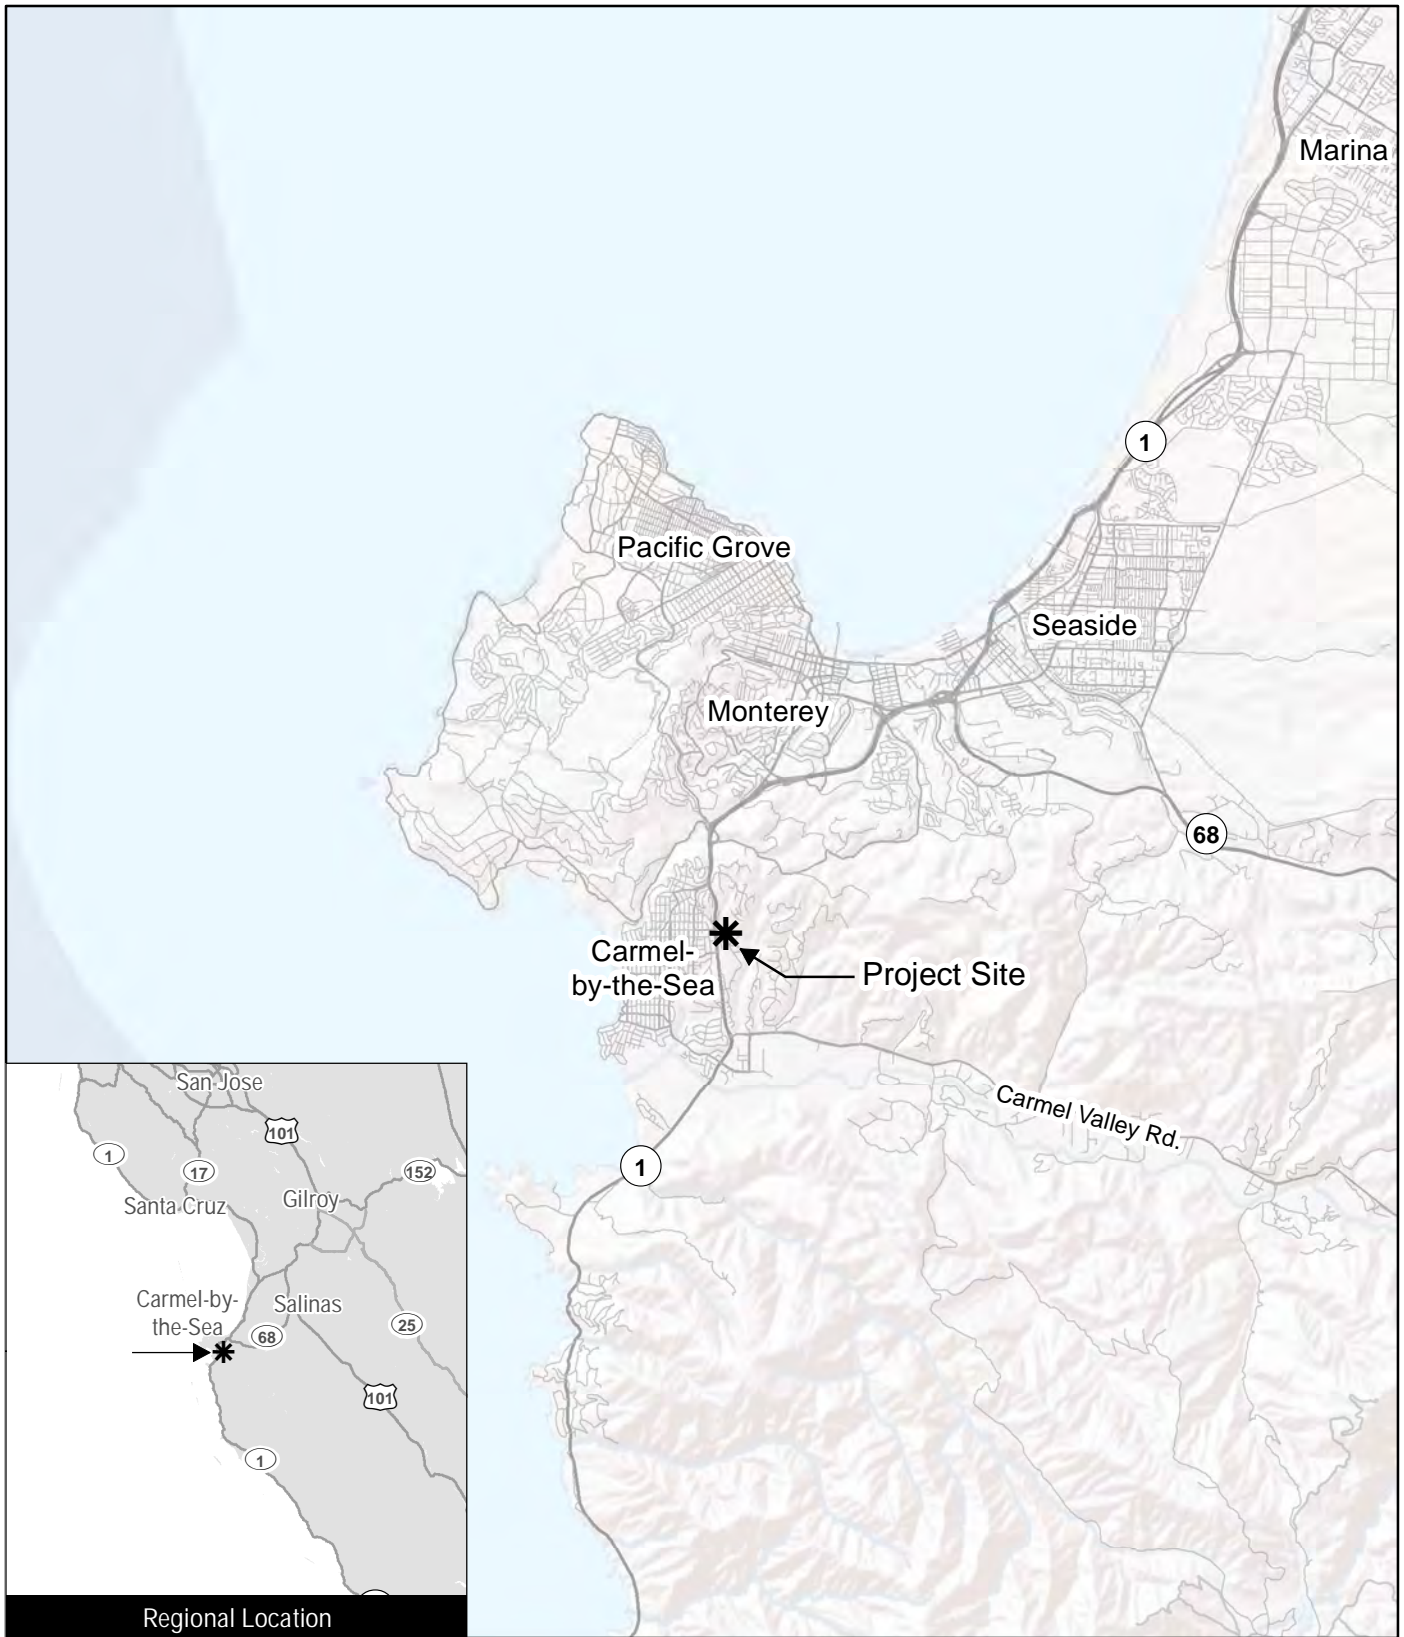 Marina
1
Pacific Grove
Seaside
Monterey
68
Carmel-
by-the-Sea
Project Site
Carmel Valley Rd.
1
San Jose
101
1
17
152
Santa Cruz
Gilroy
Carmel-by-
the-Sea
Salinas
68
25
101
1
Regional Location